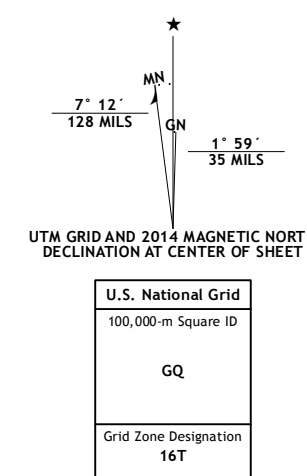 ★
MN
7° 12´
128 MILS
GN
1° 59´
35 MILS
UTM GRID AND 2014 MAGNETIC NORT
DECLINATION AT CENTER OF SHEET
U.S. National Grid
100,000-m Square ID
GQ
Grid Zone Designation
16T